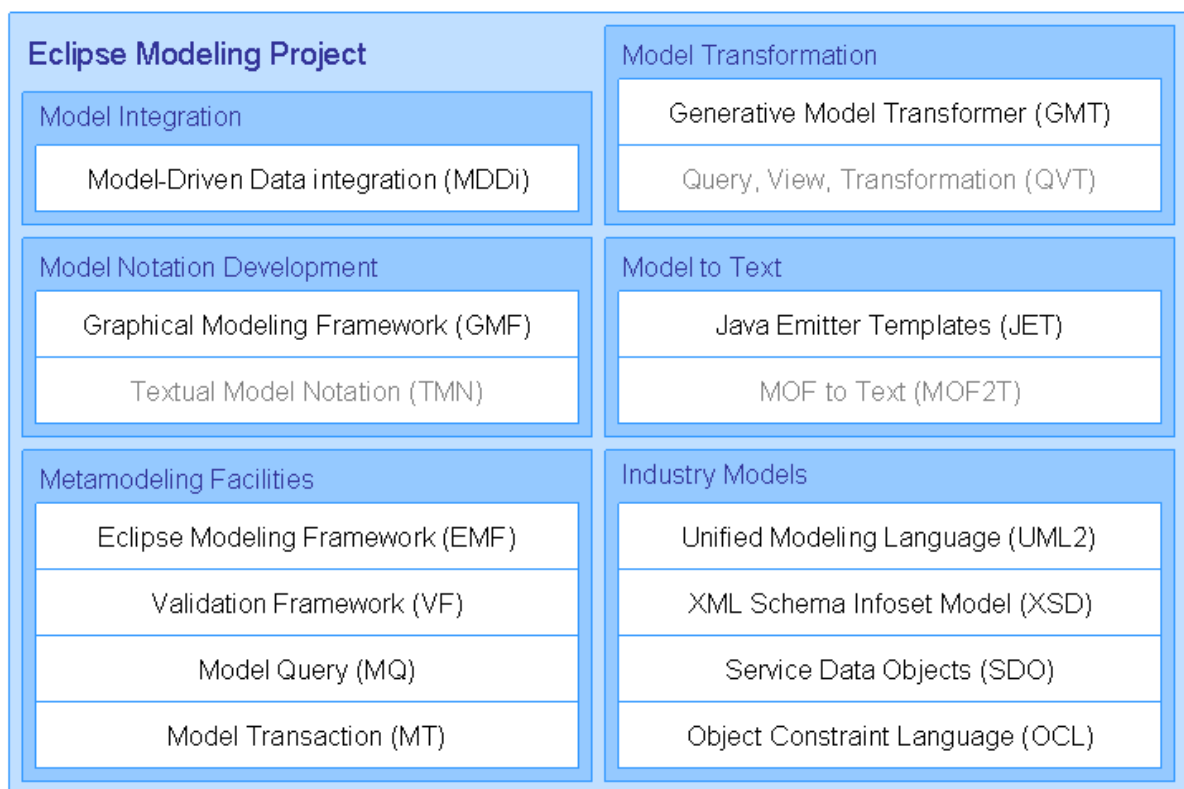 Eclipse Modeling Project
Model Integration
Model-Driven Data integration (MDDi)
Model Transformation
Generative Model Transformer (GMT)
Query, View, Transformation (QVT)
Model Notation Development
Graphical Modeling Framework (GMF)
Textual Model Notation (TMN)
Model to Text
Java Emitter Templates (JET)
MOF to Text (MOF2T)
Metamodeling Facilities
Eclipse Modeling Framework (EMF)
Validation Framework (VF)
Model Query (MQ)
Model Transaction (MT)
Industry Models
Unified Modeling Language (UML2)
XML Schema Infoset Model (XSD)
Service Data Objects (SDO)
Object Constraint Language (OCL)